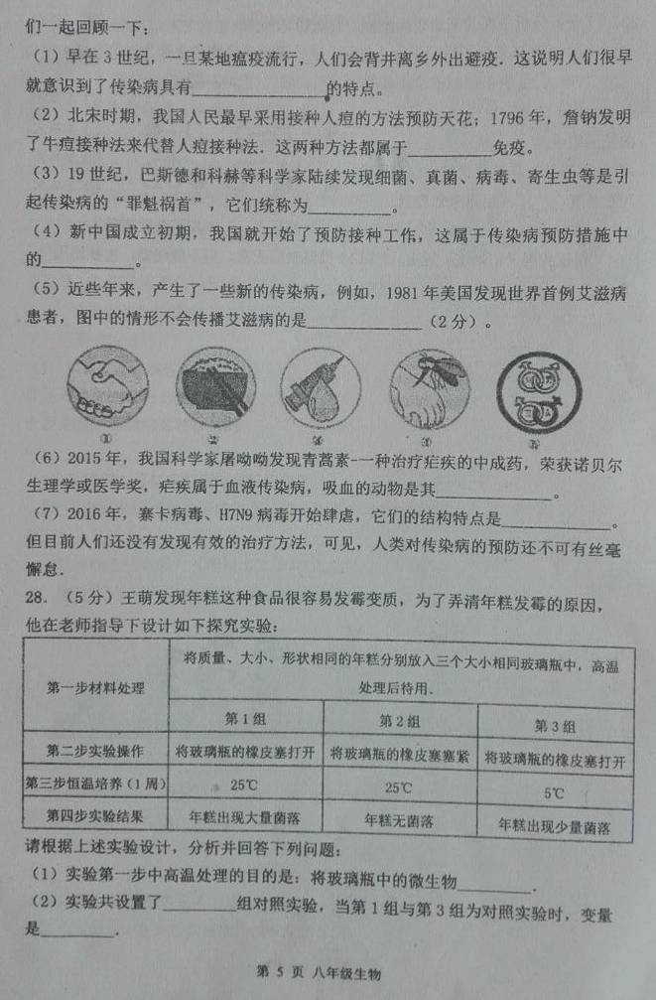 们一起回顾一下:
(1)早在3世纪,一旦某地瘟疫流行,人们会背井离乡外出避疫.这说明人们很早
就意识到了传染病具有____________的特点。
(2)北宋时期,我国人民最早采用接种人痘的方法预防天花;1796年,詹钠发明
了牛痘接种法来代替人痘接种法.这两种方法都属于________免疫。
(3)19世纪,巴斯德和科赫等科学家陆续发现细菌、真菌、病毒、寄生虫等是引
起传染病的“罪魁祸首”,它们统称为________。
(4)新中国成立初期,我国就开始了预防接种工作,这属于传染病预防措施中
的________。
(5)近些年来,产生了一些新的传染病,例如,1981年美国发现世界首例艾滋病
患者,图中的情形不会传播艾滋病的是__________(2分)。
① ②
(6)2015年,我国科学家屠呦呦发现青蒿素-一种治疗疟疾的中成药,荣获诺贝尔
生理学或医学奖,疟疾属于血液传染病,吸血的动物是其__________。
(7)2016年,寨卡病毒、H7N9病毒开始肆虐,它们的结构特点是__________。
但目前人们还没有发现有效的治疗方法,可见,人类对传染病的预防还不可有丝毫
懈怠.
28.(5分)王萌发现年糕这种食品很容易发霉变质,为了弄清年糕发霉的原因,
他在老师指导下设计如下探究实验:
第一步材料处理 将质量、大小、形状相同的年糕分别放入三个大小相同玻璃瓶中,高温
处理后待用.
第1组 第2组 第3组
第二步实验操作 将玻璃瓶的橡皮塞打开 将玻璃瓶的橡皮塞塞紧 将玻璃瓶的橡皮塞打开
第三步恒温培养(1周) 25℃ 25℃ 5℃
第四步实验结果 年糕出现大量菌落 年糕无菌落 年糕出现少量菌落
请根据上述实验设计,分析并回答下列问题:
(1)实验第一步中高温处理的目的是:将玻璃瓶中的微生物________.
(2)实验共设置了________组对照实验,当第1组与第3组为对照实验时,变量
是________.
第 5 页 八年级生物